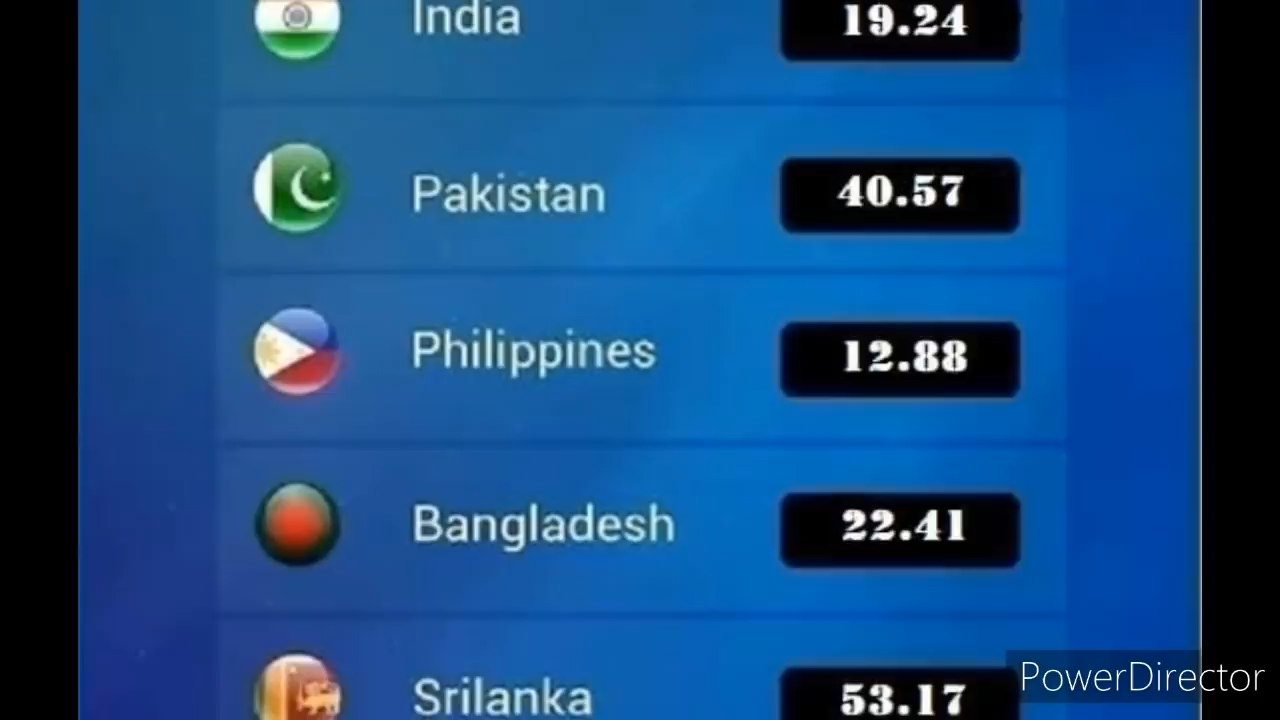 India 19.24
Pakistan 40.57
Philippines 12.88
Bangladesh 22.41
Srilanka 53.17
PowerDirector